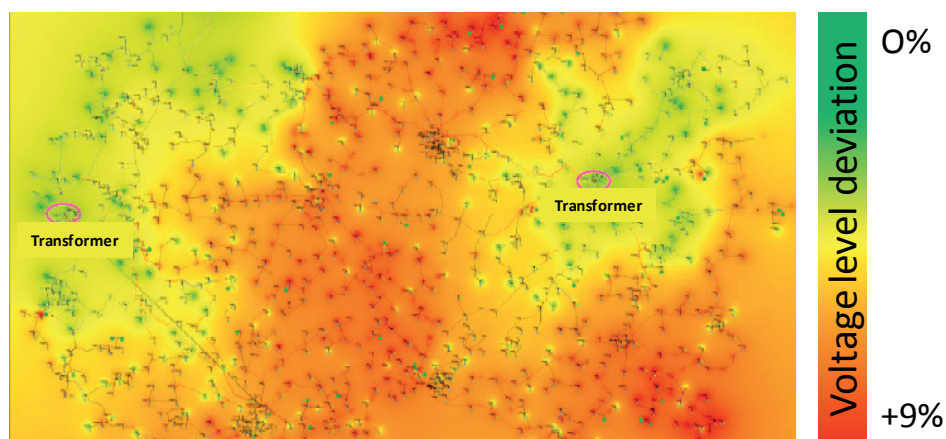 Transformer
Transformer
Voltage level deviation
O%
+9%